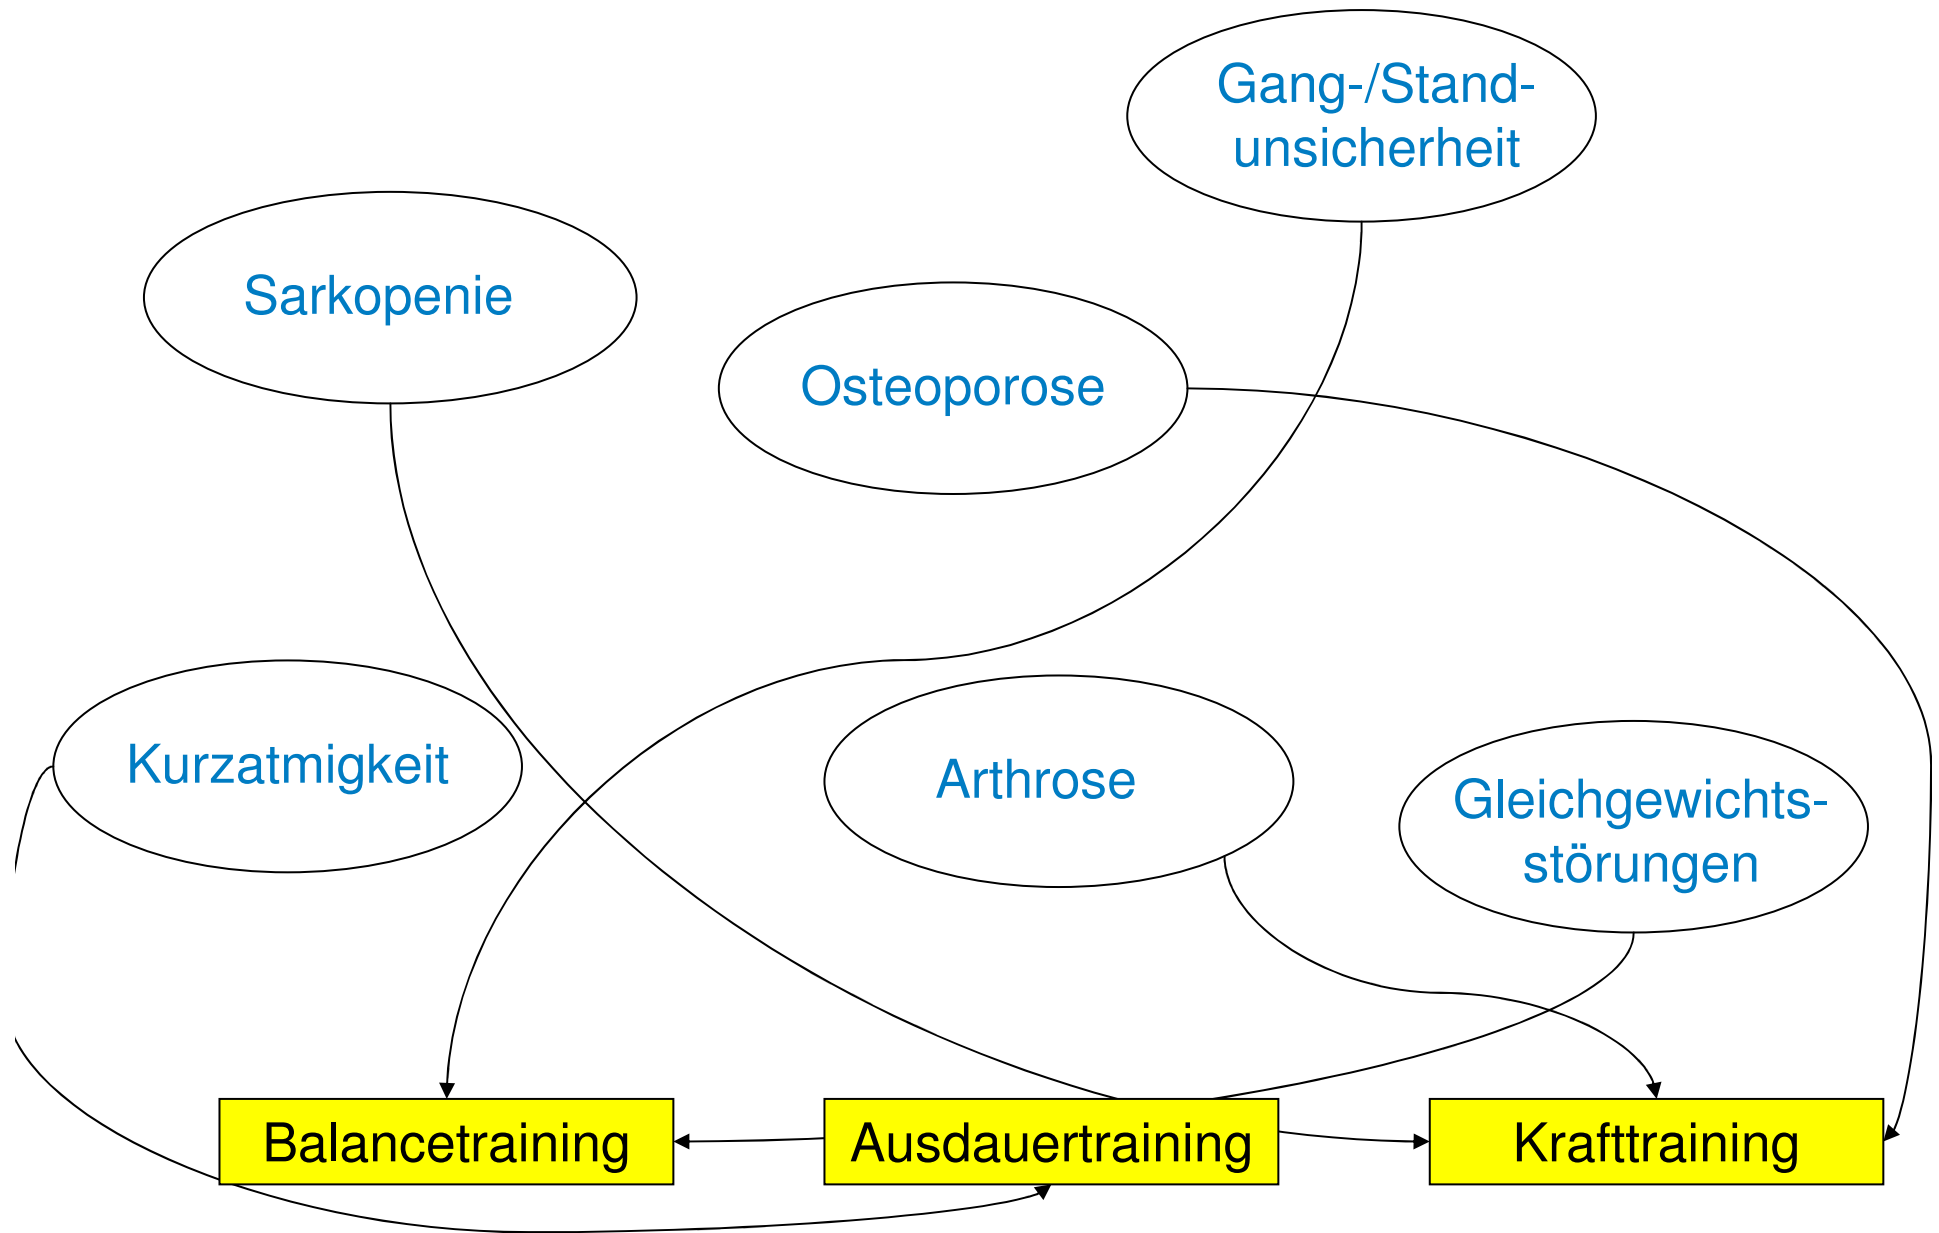 Gang-/Stand-
unsicherheit
Sarkopenie
Osteoporose
Kurzatmigkeit
Arthrose
Gleichgewichts-
störungen
Balancetraining
Ausdauertraining
Krafttraining